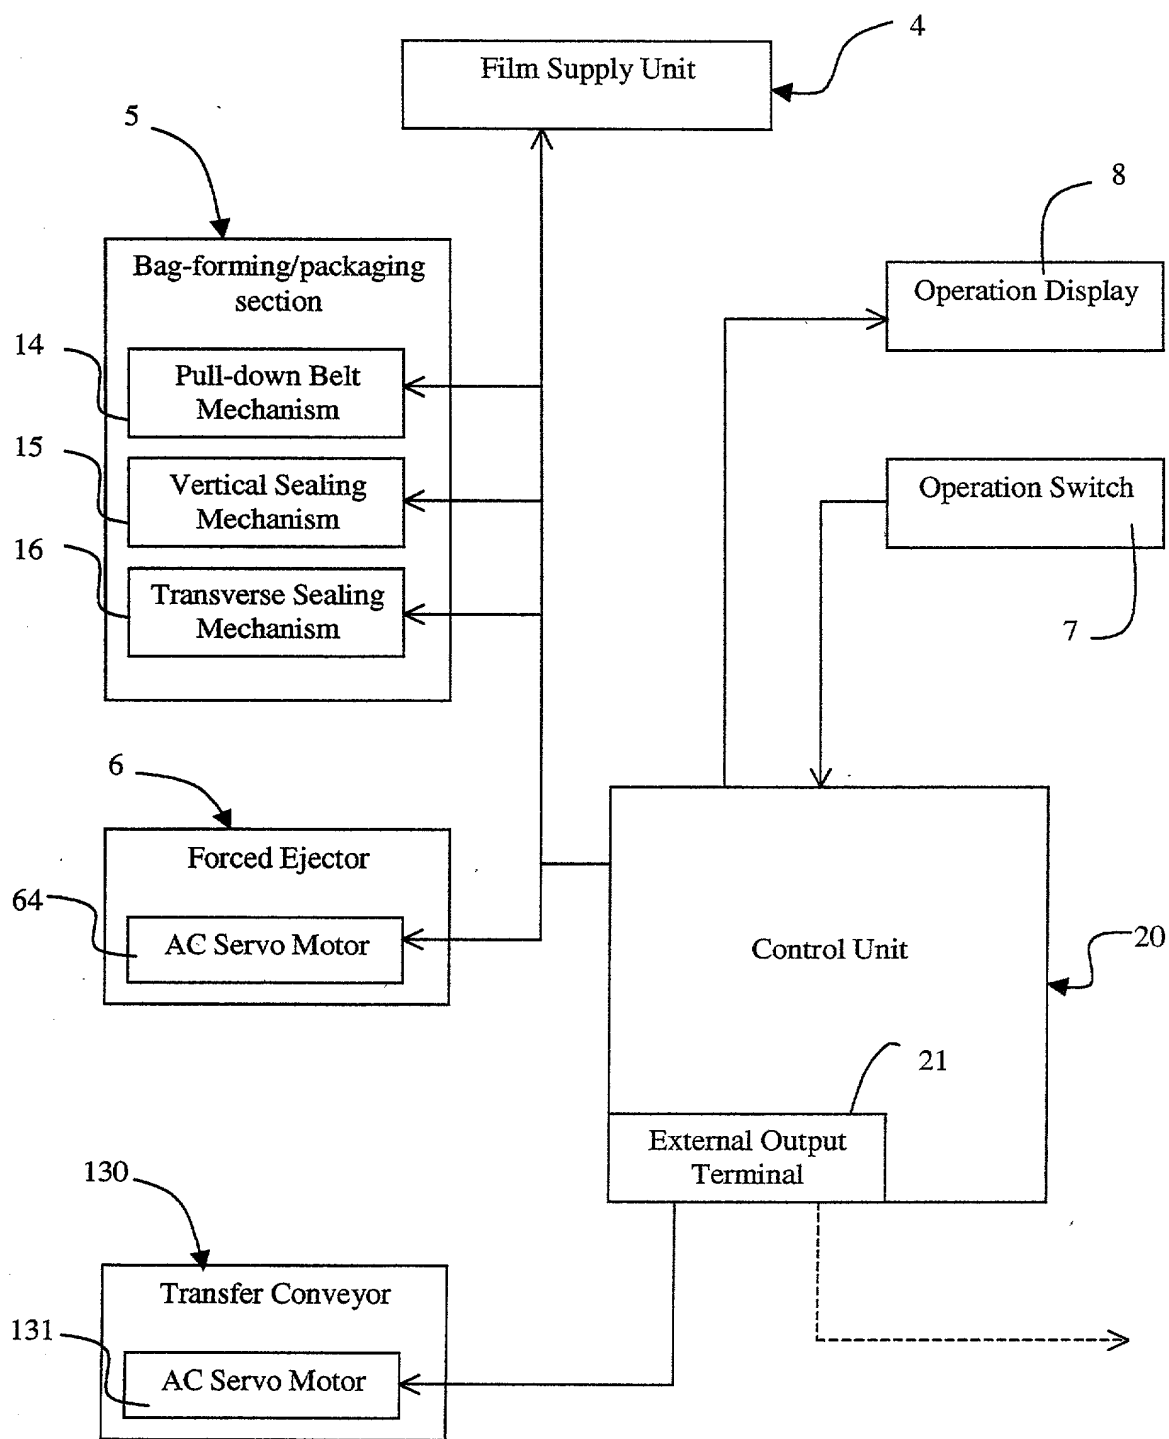 4
Film Supply Unit
5
8
Bag-forming/packaging
section
Operation Display
14
Pull-down Belt
Mechanism
15
Vertical Sealing
Mechanism
Operation Switch
16
Transverse Sealing
Mechanism
7
6
Forced Ejector
64
AC Servo Motor
Control Unit
20
21
External Output
Terminal
130
Transfer Conveyor
131
AC Servo Motor